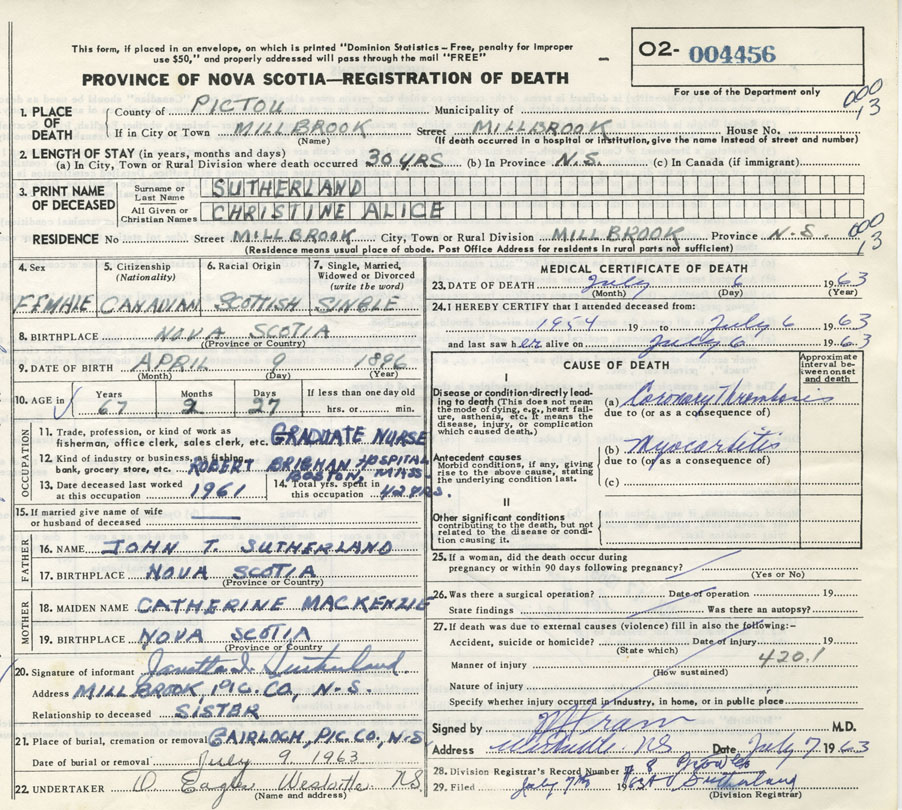 This form, if placed in an envelope, on which is printed "Dominion Statistics – Free, penalty for improper
use $50," and properly addressed will pass through the mail "FREE"
O2- 004456
PROVINCE OF NOVA SCOTIA—REGISTRATION OF DEATH
For use of the Department only
1. PLACE OF DEATH { County of PICTOU Municipality of 000 13
If in City or Town MILLBROOK Street MILLBROOK House No.
(Name) (If death occurred in a hospital or institution, give the name instead of street and number)
2. LENGTH OF STAY (in years, months and days)
(a) In City, Town or Rural Division where death occurred 30 YRS (b) In Province N.S. (c) In Canada (if immigrant)
3. PRINT NAME OF DECEASED
Surname or Last Name SUTHERLAND
All Given or Christian Names CHRISTINE ALICE
RESIDENCE No Street MILLBROOK City, Town or Rural Division MILLBROOK Province N.S. 000 13
(Residence means usual place of abode. Post Office Address for residents in rural parts not sufficient)
4. Sex 5. Citizenship (Nationality) 6. Racial Origin 7. Single, Married, Widowed or Divorced (write the word)
FEMALE CANADIAN SCOTTISH SINGLE
8. BIRTHPLACE NOVA SCOTIA
(Province or Country)
9. DATE OF BIRTH APRIL 9 1896
(Month) (Day) (Year)
10. AGE in Years Months Days If less than one day old
67 2 27 hrs. or min.
OCCUPATION
11. Trade, profession, or kind of work as
fisherman, office clerk, sales clerk, etc. GRADUATE NURSE
12. Kind of industry or business, as fishing,
bank, grocery store, etc. ROBERT BRIGHAN HOSPITAL BOSTON, MASS.
13. Date deceased last worked at this occupation 1961
14. Total yrs. spent in this occupation 42 YRS.
15. If married give name of wife
or husband of deceased
FATHER
16. NAME JOHN T. SUTHERLAND
17. BIRTHPLACE NOVA SCOTIA
(Province or Country)
MOTHER
18. MAIDEN NAME CATHERINE MACKENZIE
19. BIRTHPLACE NOVA SCOTIA
(Province or Country)
20. Signature of informant Sutherland
Address MILLBROOK, PIC. CO., N.S.
Relationship to deceased SISTER
21. Place of burial, cremation or removal GAIRLOCH, PIC. CO., N.S.
Date of burial or removal July 9 1963
22. UNDERTAKER Westville NS
(Name and address)
MEDICAL CERTIFICATE OF DEATH
23. DATE OF DEATH July 6 1963
(Month) (Day) (Year)
24. I HEREBY CERTIFY that I attended deceased from:
1954 19 to July 6 1963
and last saw her alive on July 6 1963
CAUSE OF DEATH
Approximate interval between onset and death
I
Disease or condition directly leading to death (This does not mean the mode of dying, e.g., heart failure, asthenia, etc. It means the disease, injury, or complication which caused death.)
(a) Coronary Thrombosis
due to (or as a consequence of)
Antecedent causes
Morbid conditions, if any, giving rise to the above cause, stating the underlying condition last.
(b) Myocarditis
due to (or as a consequence of)
(c)
II
Other significant conditions
contributing to the death, but not related to the disease or condition causing it.
25. If a woman, did the death occur during
pregnancy or within 90 days following pregnancy?
(Yes or No)
26. Was there a surgical operation? Date of operation 19
State findings Was there an autopsy?
27. If death was due to external causes (violence) fill in also the following:–
Accident, suicide or homicide? Date of injury 19
(State which)
Manner of injury 420.1
(How sustained)
Nature of injury
Specify whether injury occurred in industry, in home, or in public place
Signed by M.D.
Address Westville NS Date July 7 1963
28. Division Registrar's Record Number
29. Filed July 7th 1963 Sutherland
(Division Registrar)